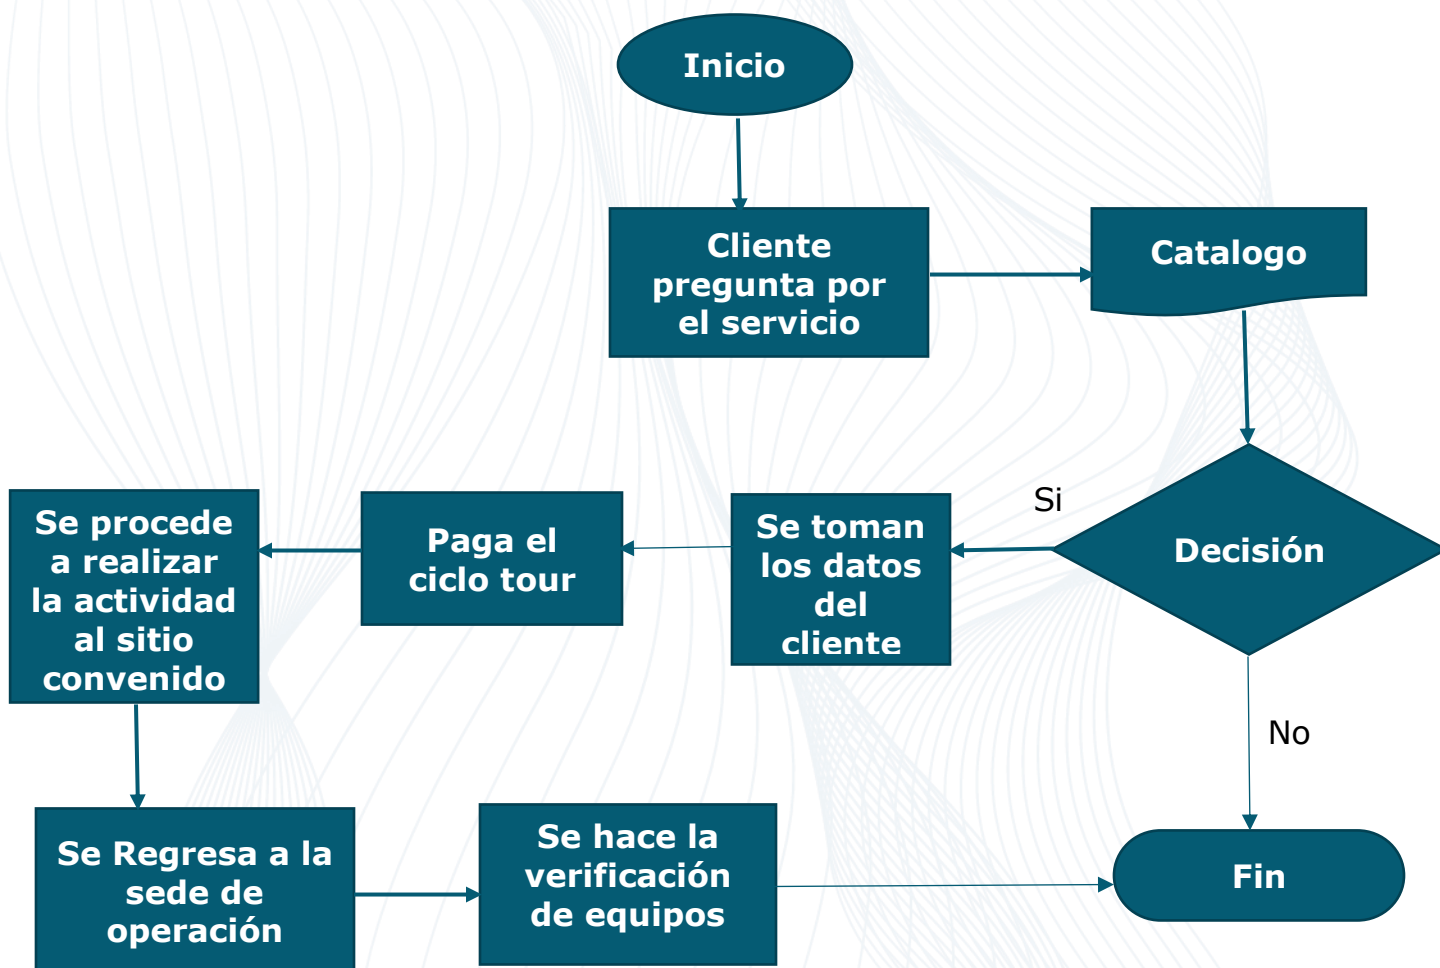 Inicio
Cliente
pregunta por
el servicio
Catalogo
Decisión
Si
Se toman
los datos
del
cliente
Paga el
ciclo tour
Se procede
a realizar
la actividad
al sitio
convenido
No
Se Regresa a la
sede de
operación
Se hace la
verificación
de equipos
Fin